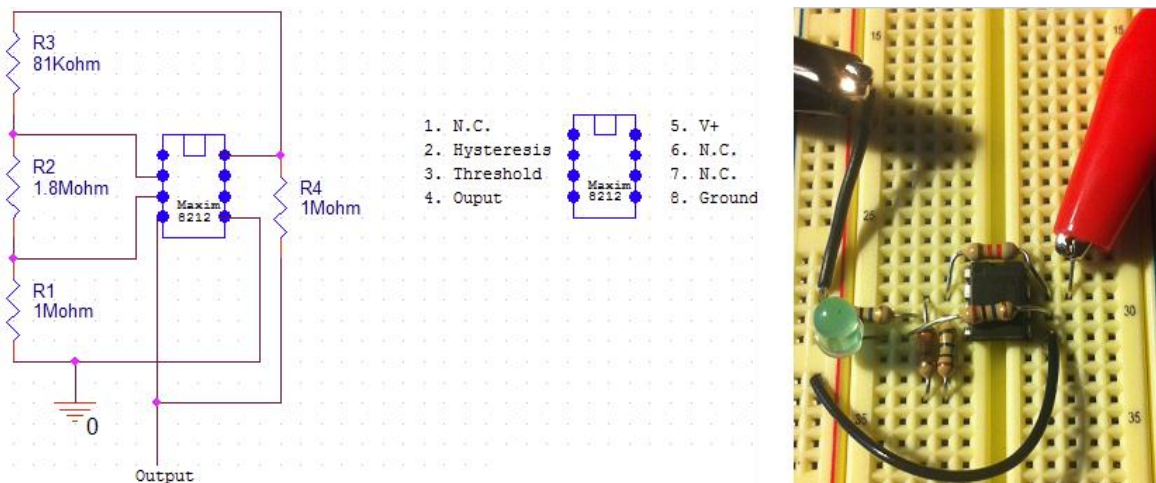 R3
81Kohm
R2
1.8Mohm
R1
1Mohm
Maxim
8212
R4
1Mohm
0
Output
1. N.C.
2. Hysteresis
3. Threshold
4. Ouput
Maxim
8212
5. V+
6. N.C.
7. N.C.
8. Ground
15
15
25
30
35
35